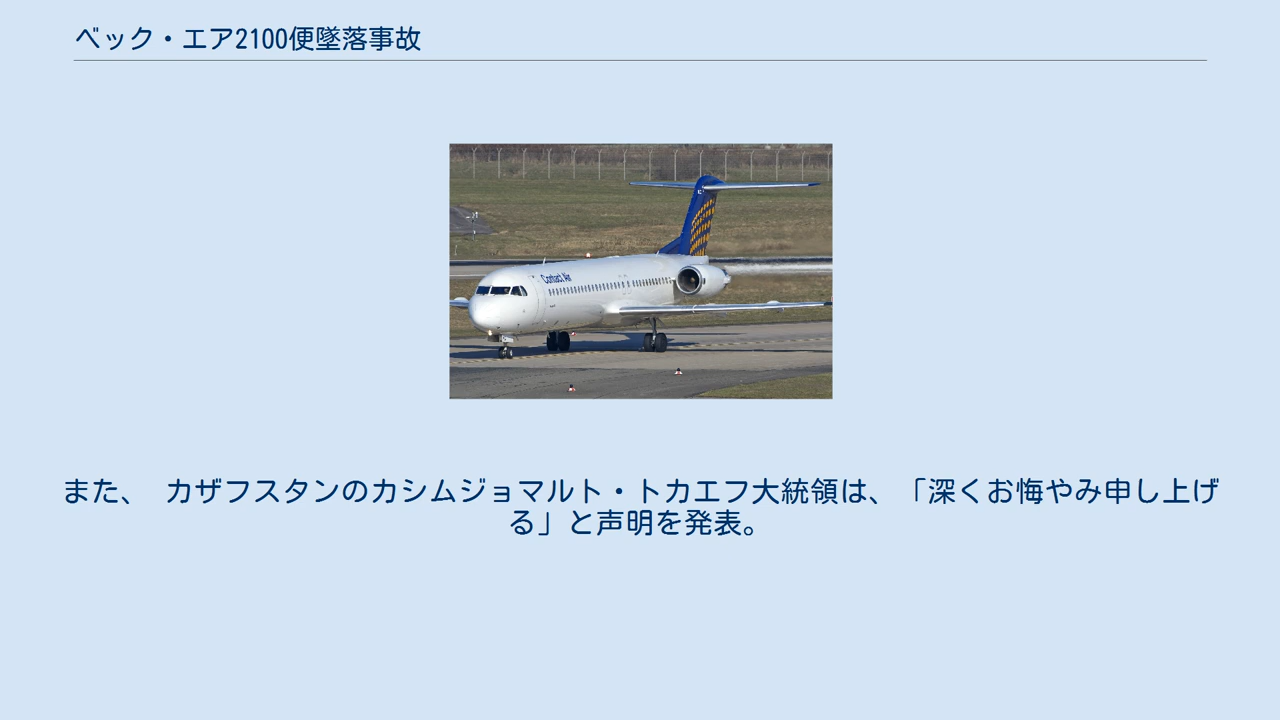 ベック・エア2100便墜落事故
Contact Air
また、 カザフスタンのカシムジョマルト・トカエフ大統領は、「深くお悔やみ申し上げ
る」と声明を発表。